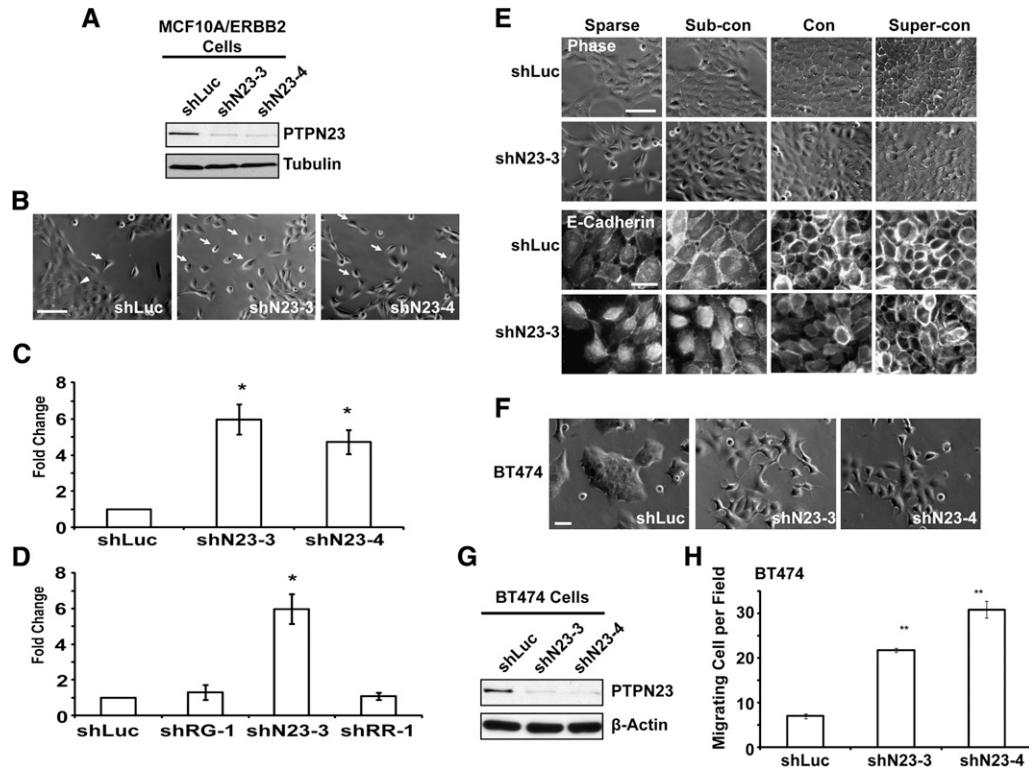 A
MCF10A/ERBB2
Cells
shLuc
shN23-3
shN23-4
PTPN23
Tubulin
B
shLuc
shN23-3
shN23-4
C
Fold Change
8
6
4
2
0
*
*
shLuc
shN23-3
shN23-4
D
Fold Change
8
6
4
2
0
*
shLuc
shRG-1
shN23-3
shRR-1
E
Sparse
Sub-con
Con
Super-con
Phase
shLuc
shN23-3
E-Cadherin
shLuc
shN23-3
F
BT474
shLuc
shN23-3
shN23-4
G
BT474 Cells
shLuc
shN23-3
shN23-4
PTPN23
β-Actin
H
BT474
Migrating Cell per Field
30
20
10
0
**
**
shLuc
shN23-3
shN23-4